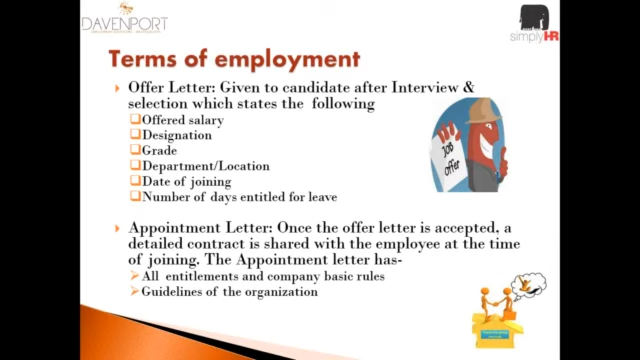 DAVENPORT
simplyHR
Terms of employment
Offer Letter: Given to candidate after Interview &
selection which states the following
Offered salary
Designation
Grade
Department/Location
Date of joining
Number of days entitled for leave
JOB
Offer
Appointment Letter: Once the offer letter is accepted, a
detailed contract is shared with the employee at the time
of joining. The Appointment letter has-
All entitlements and company basic rules
Guidelines of the organization